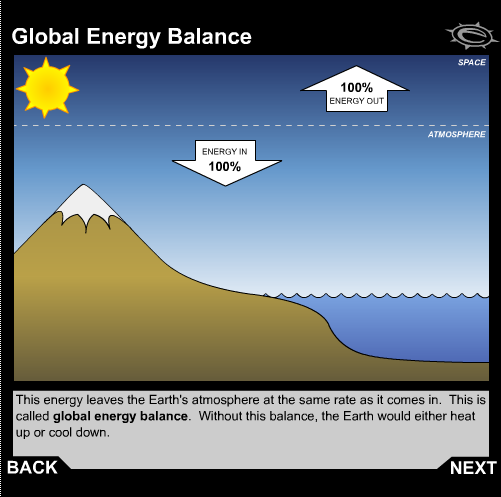 Global Energy Balance
SPACE
100%
ENERGY OUT
ATMOSPHERE
ENERGY IN
100%
This energy leaves the Earth's atmosphere at the same rate as it comes in.  This is
called global energy balance.  Without this balance, the Earth would either heat
up or cool down.
BACK
NEXT